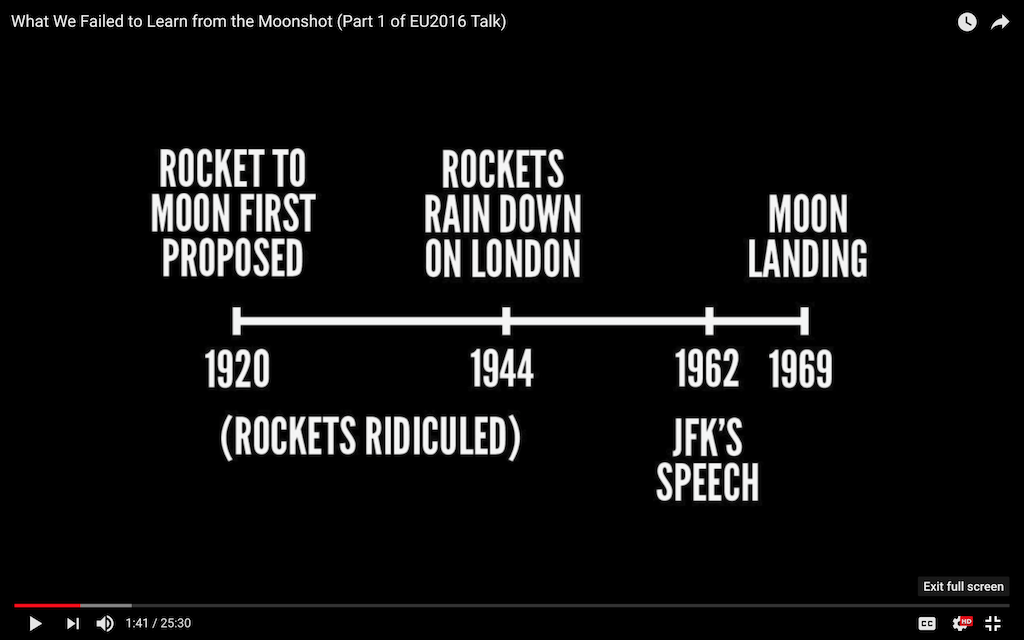 What We Failed to Learn from the Moonshot (Part 1 of EU2016 Talk)
ROCKET TO
MOON FIRST
PROPOSED
ROCKETS
RAIN DOWN
ON LONDON
MOON
LANDING
1920
1944
1962
1969
(ROCKETS RIDICULED)
JFK'S
SPEECH
Exit full screen
1:41 / 25:30
CC
HD